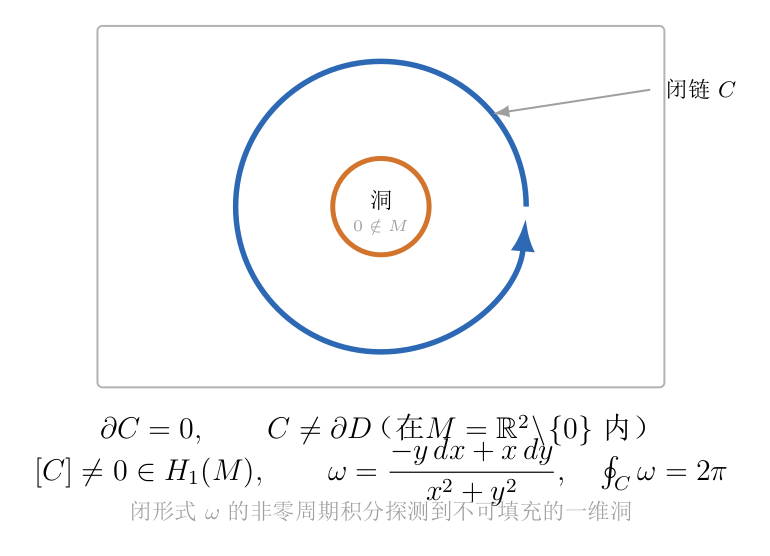 闭链 C
洞
0 ∉ M
∂C = 0, C ≠ ∂D（在M = ℝ²\{0} 内）
[C] ≠ 0 ∈ H₁(M), ω = (−y dx + x dy)/(x² + y²), ∮_C ω = 2π
闭形式 ω 的非零周期积分探测到不可填充的一维洞